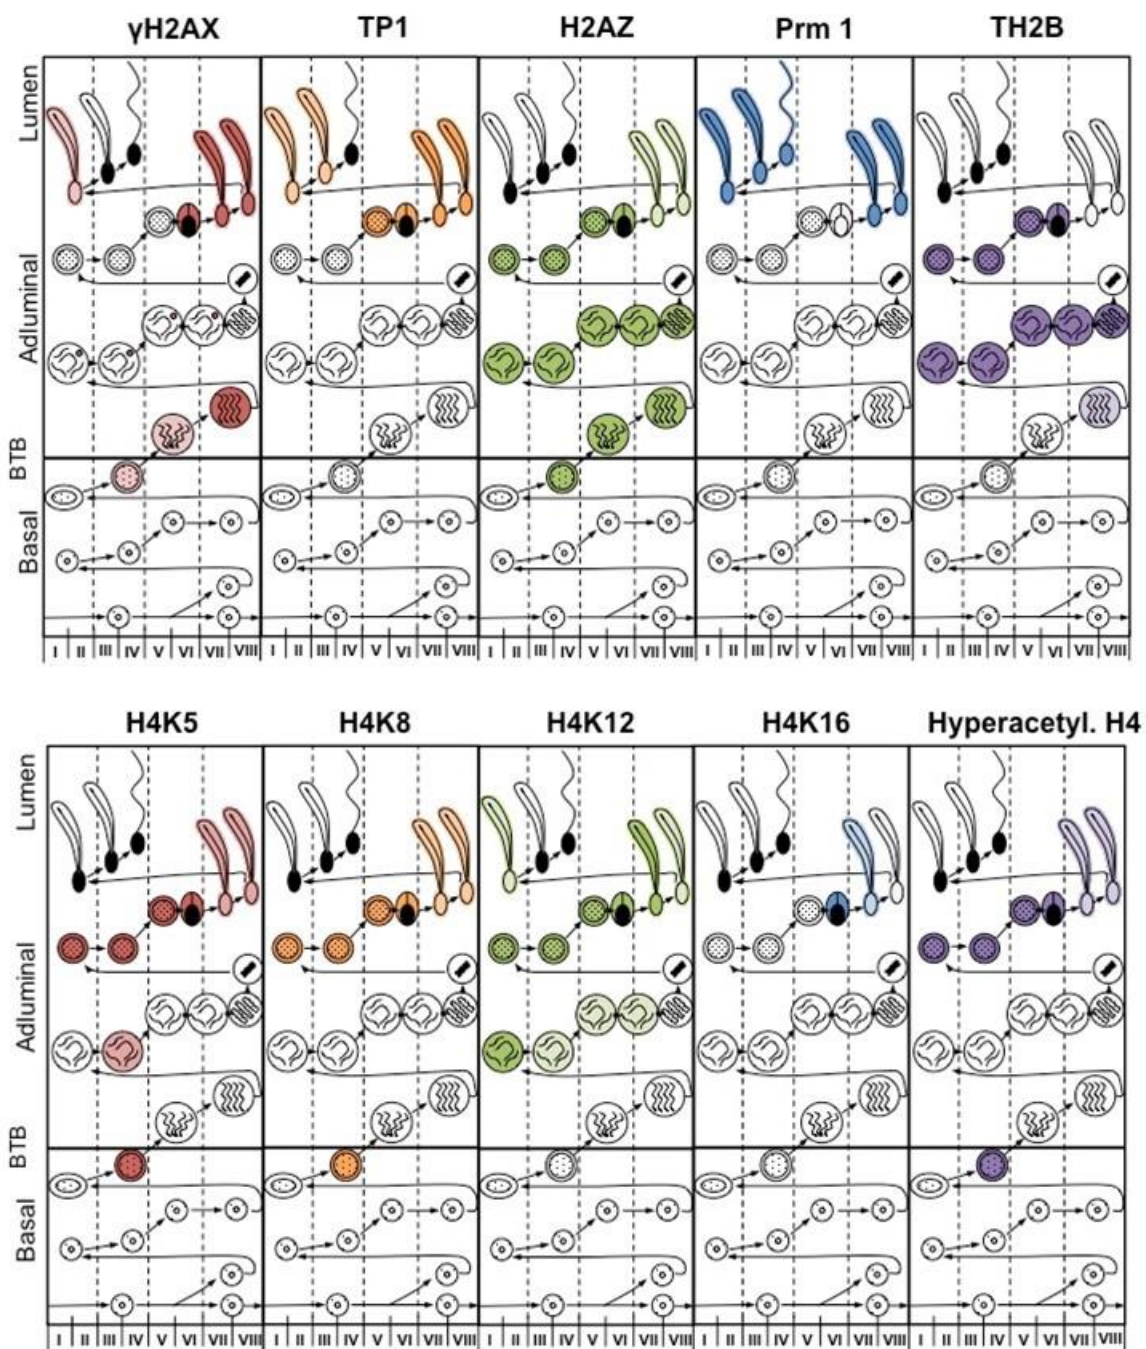 γH2AX TP1 H2AZ Prm 1 TH2B
Lumen
Adluminal
BTB
Basal
I II III IV V VI VII VIII I II III IV V VI VII VIII I II III IV V VI VII VIII I II III IV V VI VII VIII I II III IV V VI VII VIII
H4K5 H4K8 H4K12 H4K16 Hyperacetyl. H4
Lumen
Adluminal
BTB
Basal
I II III IV V VI VII VIII I II III IV V VI VII VIII I II III IV V VI VII VIII I II III IV V VI VII VIII I II III IV V VI VII VIII